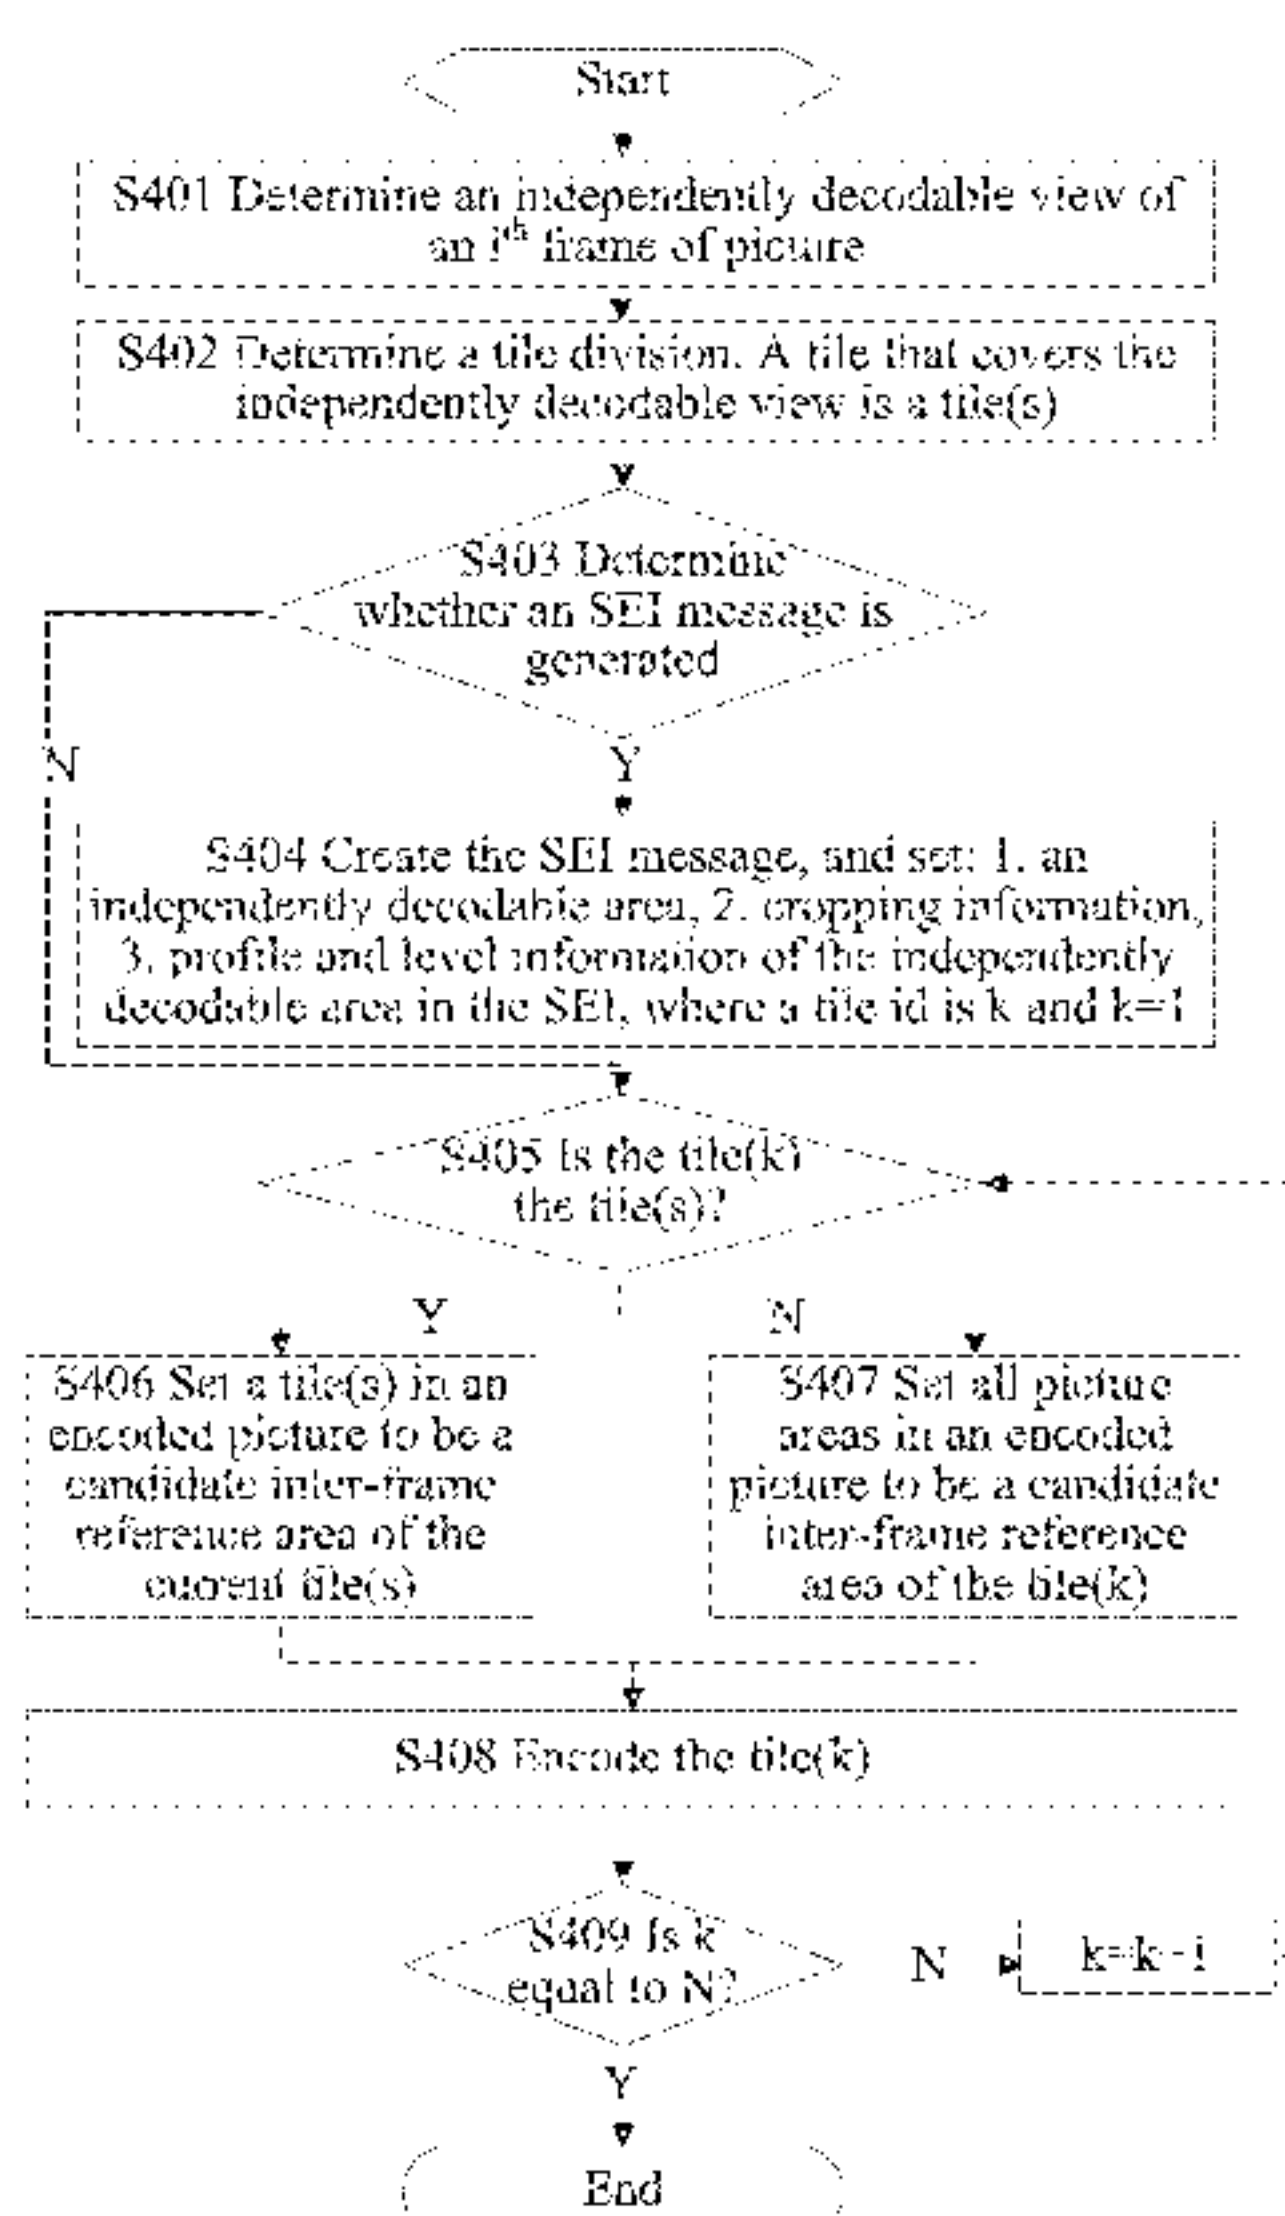 Start
S401 Determine an independently decodable view of
an ith frame of picture
S402 Determine a tile division. A tile that covers the
independently decodable view is a tile(s)
S403 Determine
whether an SEI message is
generated
N
Y
S404 Create the SEI message, and set: 1. an
independently decodable area, 2. cropping information,
3. profile and level information of the independently
decodable area in the SEI, where a tile id is k and k=1
S405 Is the tile(k)
the tile(s)?
Y
N
S406 Set a tile(s) in an
encoded picture to be a
candidate inter-frame
reference area of the
current tile(s)
S407 Set all picture
areas in an encoded
picture to be a candidate
inter-frame reference
area of the tile(k)
S408 Encode the tile(k)
S409 Is k
equal to N?
N
Y
End